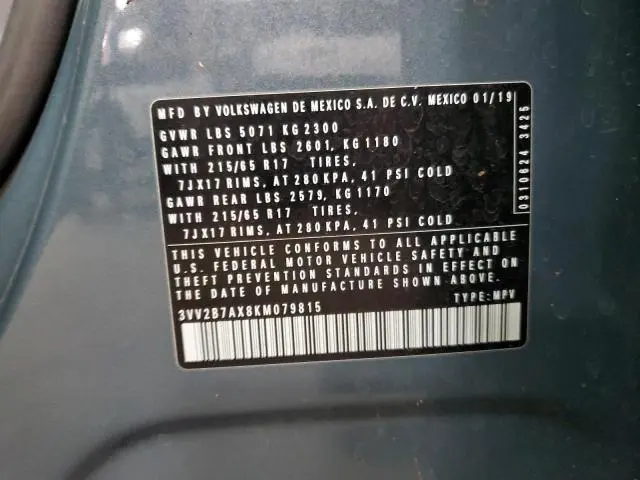 MFD BY VOLKSWAGEN DE MEXICO S.A. DE C.V. MEXICO 01/19
GVWR LBS 5071 KG 2300
GAWR FRONT LBS 2601, KG 1180
WITH 215/65 R17 TIRES,
7JX17 RIMS, AT 280 KPA, 41 PSI COLD
GAWR REAR LBS 2579, KG 1170
WITH 215/65 R17 TIRES,
7JX17 RIMS, AT 280 KPA, 41 PSI COLD
THIS VEHICLE CONFORMS TO ALL APPLICABLE
U.S. FEDERAL MOTOR VEHICLE SAFETY AND
THEFT PREVENTION STANDARDS IN EFFECT ON
THE DATE OF MANUFACTURE SHOWN ABOVE.
3VV2B7AX8KM079815 TYPE: MPV
0310624 3425